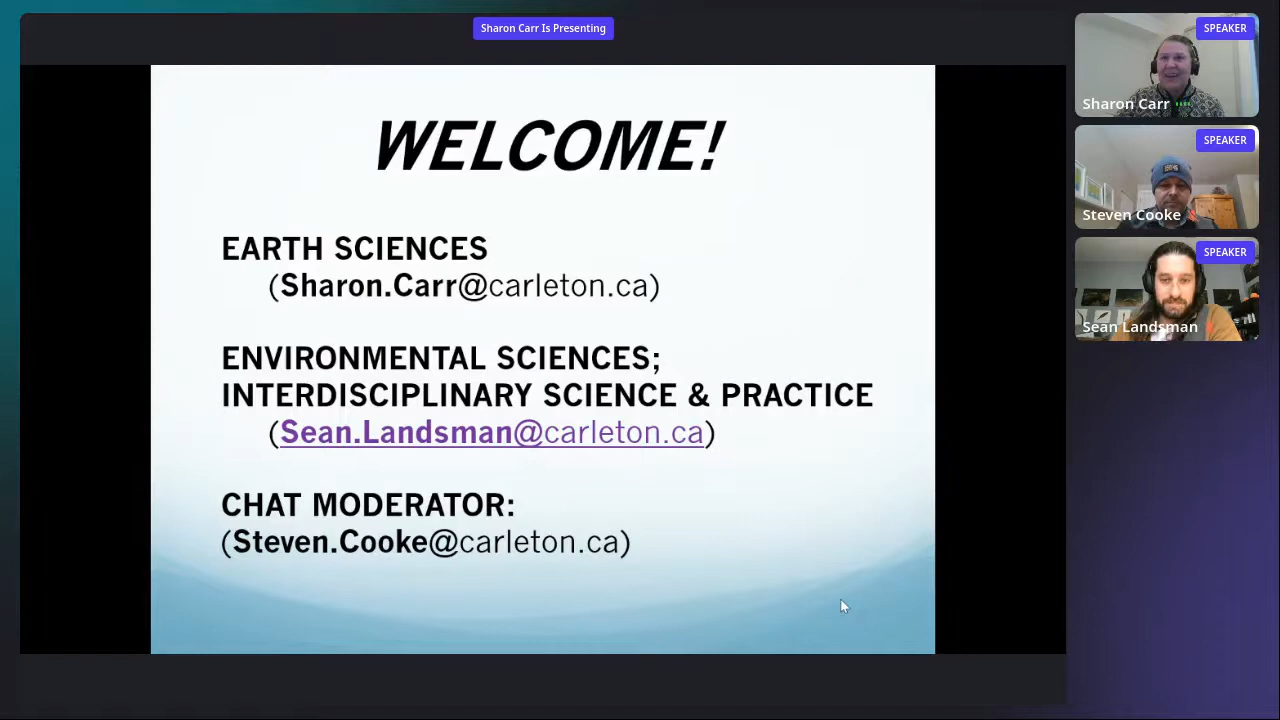 Sharon Carr Is Presenting
WELCOME!
EARTH SCIENCES
(Sharon.Carr@carleton.ca)
ENVIRONMENTAL SCIENCES;
INTERDISCIPLINARY SCIENCE & PRACTICE
(Sean.Landsman@carleton.ca)
CHAT MODERATOR:
(Steven.Cooke@carleton.ca)
SPEAKER
Sharon Carr
SPEAKER
Steven Cooke
SPEAKER
Sean Landsman